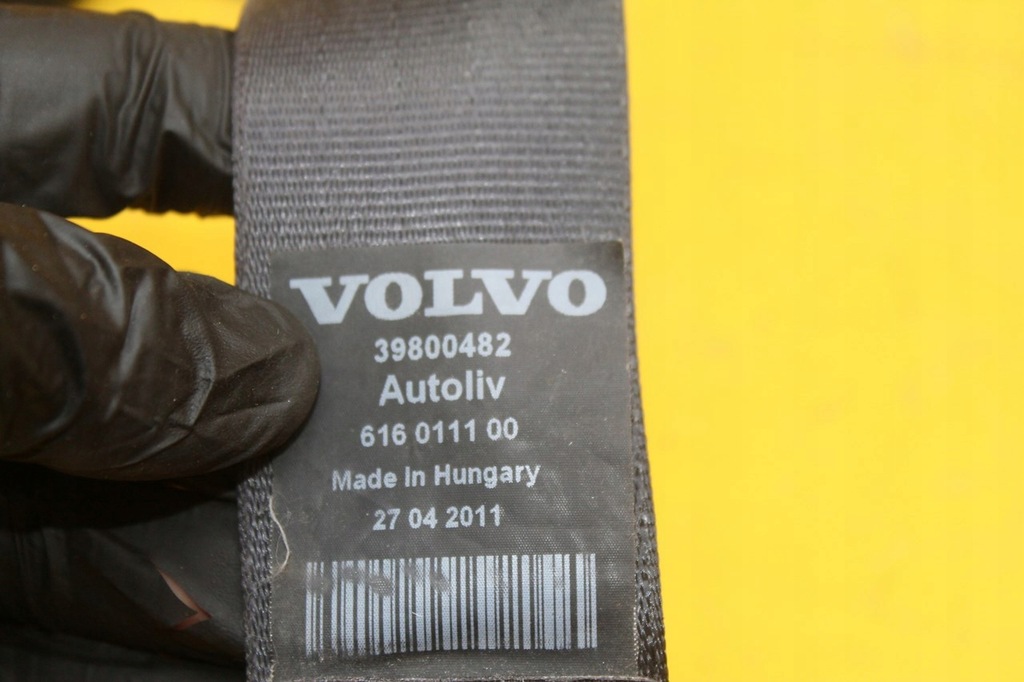 VOLVO
39800482
Autoliv
616 0111 00
Made In Hungary
27 04 2011